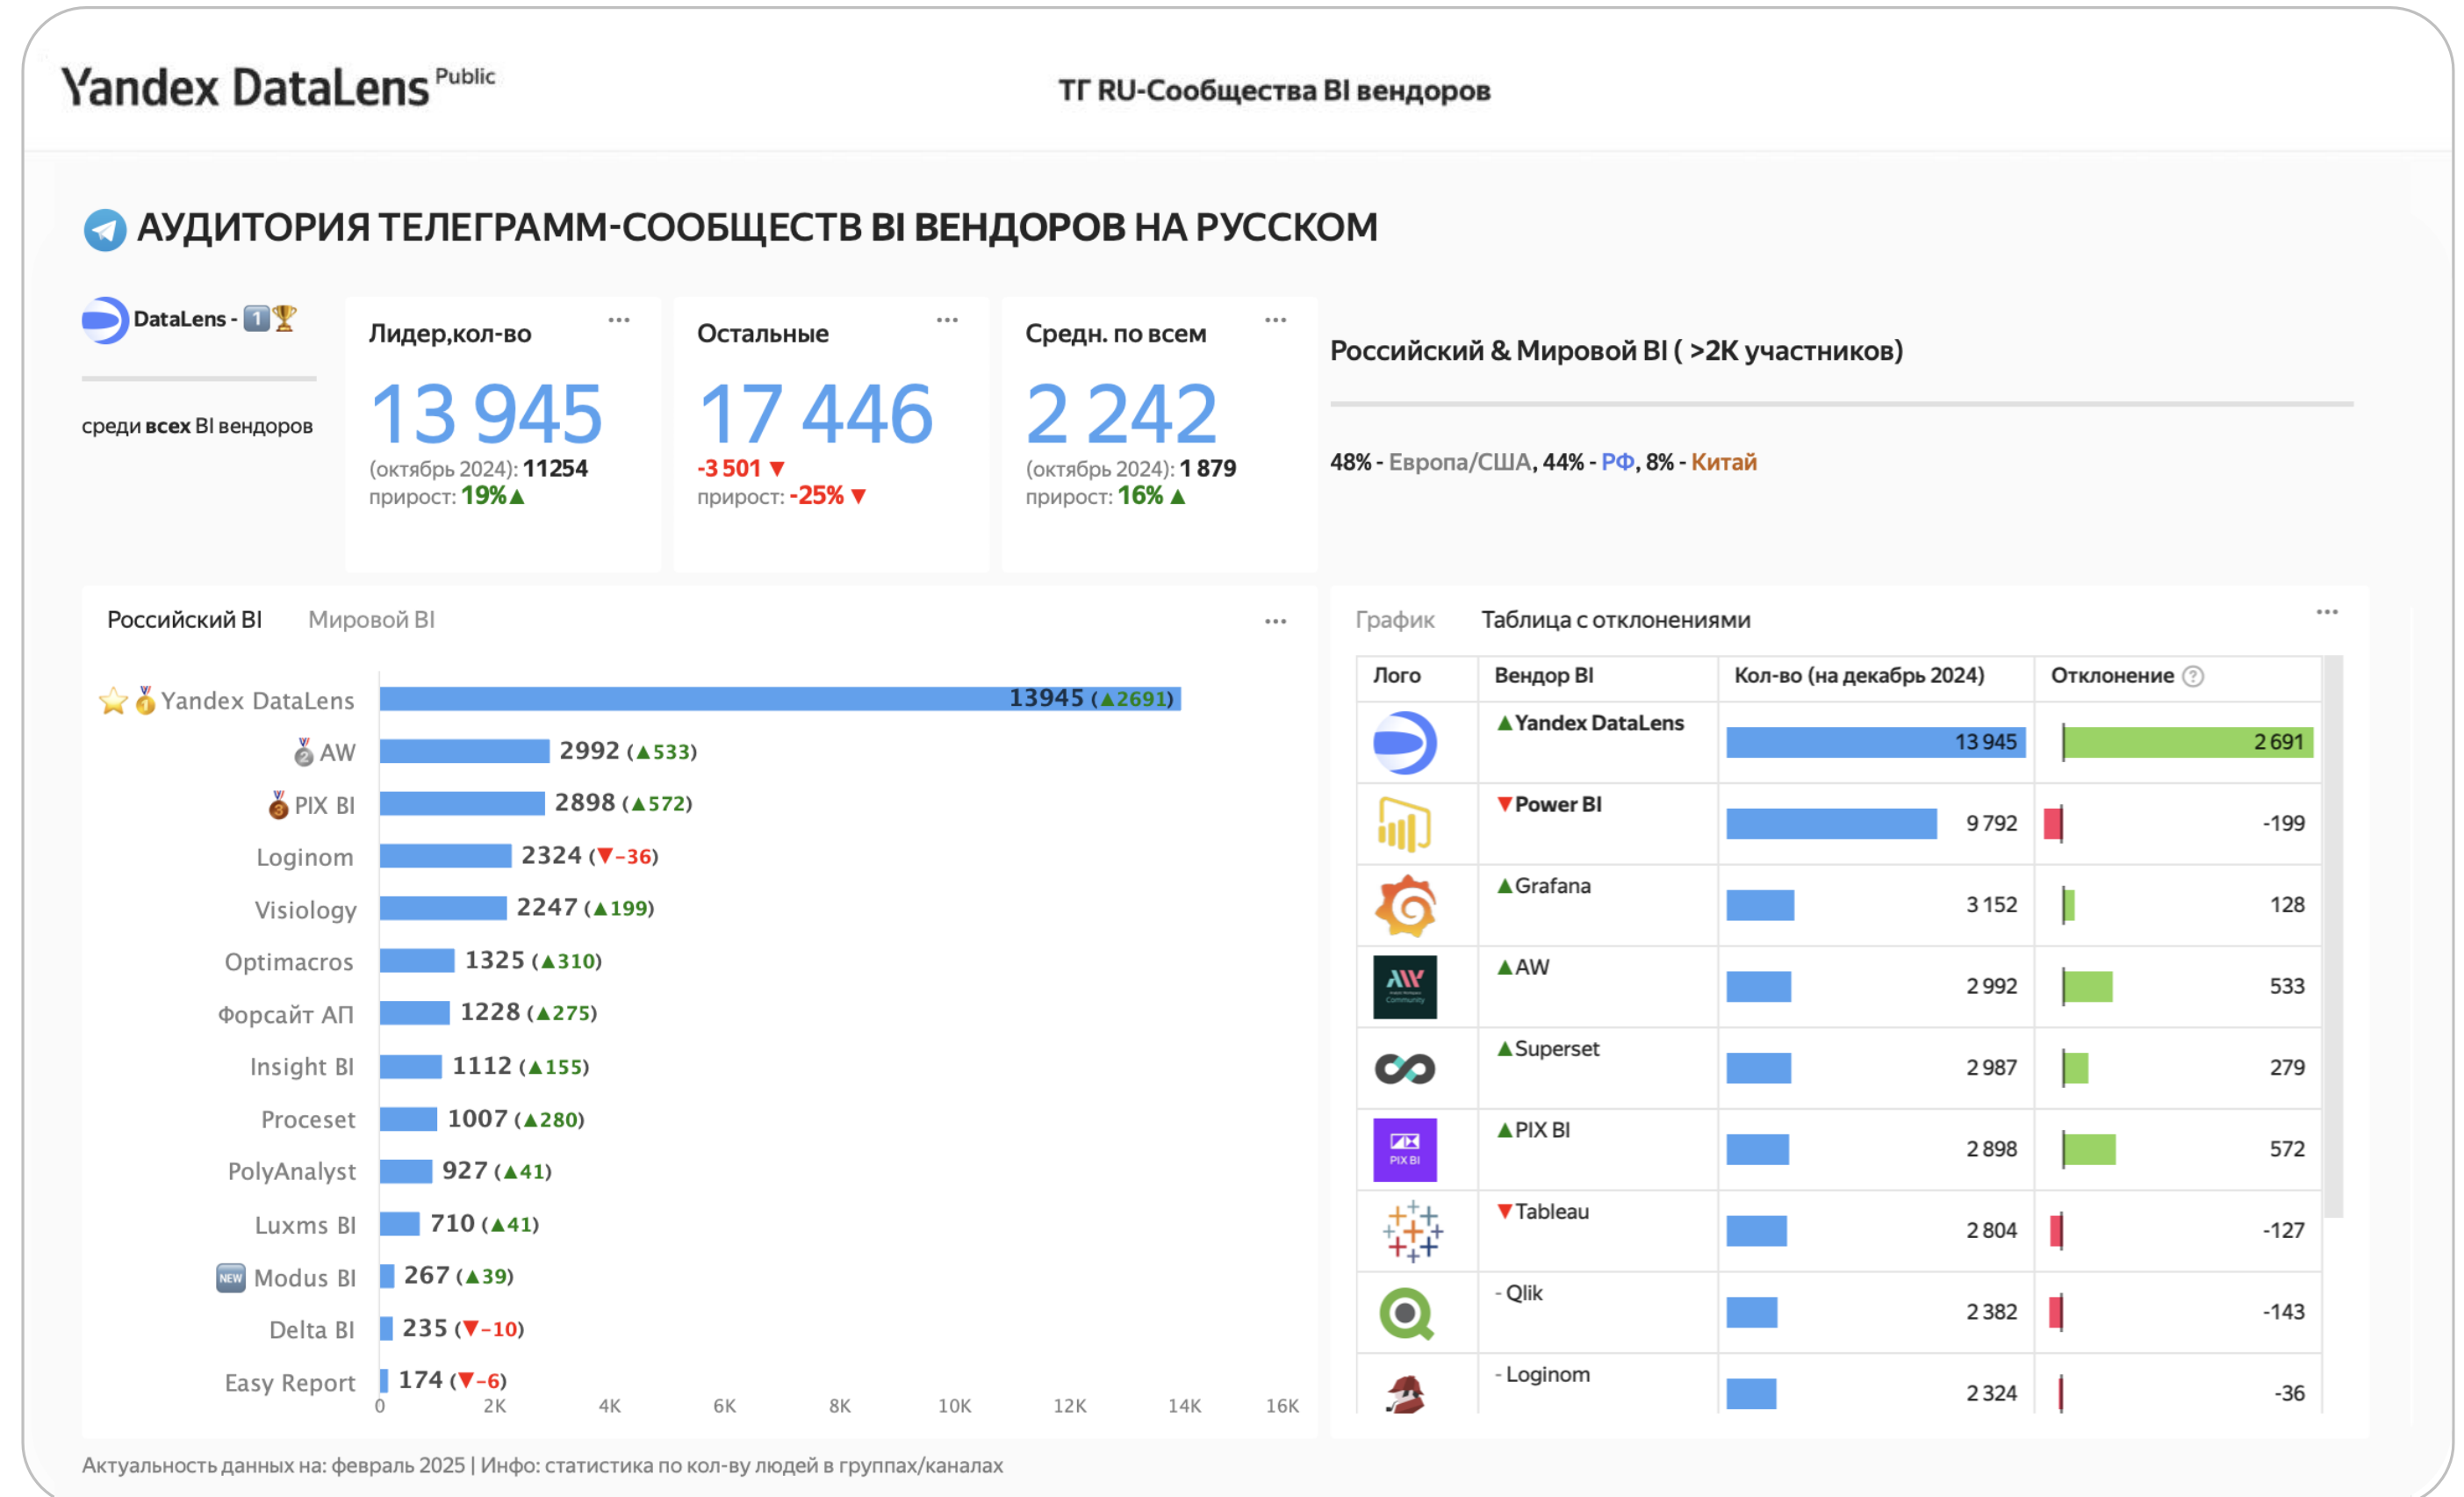 Yandex DataLens Public
ТГ RU-Сообщества BI вендоров
АУДИТОРИЯ ТЕЛЕГРАММ-СООБЩЕСТВ BI ВЕНДОРОВ НА РУССКОМ
DataLens - 1
среди всех BI вендоров
Лидер,кол-во
13 945
(октябрь 2024): 11254
прирост: 19%▲
Остальные
17 446
-3 501 ▼
прирост: -25% ▼
Средн. по всем
2 242
(октябрь 2024): 1 879
прирост: 16% ▲
Российский & Мировой BI ( >2K участников)
48% - Европа/США, 44% - РФ, 8% - Китай
Российский BI Мировой BI
Yandex DataLens 13945 (▲2691)
2 AW 2992 (▲533)
3 PIX BI 2898 (▲572)
Loginom 2324 (▼-36)
Visiology 2247 (▲199)
Optimacros 1325 (▲310)
Форсайт АП 1228 (▲275)
Insight BI 1112 (▲155)
Proceset 1007 (▲280)
PolyAnalyst 927 (▲41)
Luxms BI 710 (▲41)
NEW Modus BI 267 (▲39)
Delta BI 235 (▼-10)
Easy Report 174 (▼-6)
0 2K 4K 6K 8K 10K 12K 14K 16K
График Таблица с отклонениями
Лого Вендор BI Кол-во (на декабрь 2024) Отклонение ?
▲Yandex DataLens 13 945 2 691
▼Power BI 9 792 -199
▲Grafana 3 152 128
AW Community ▲AW 2 992 533
▲Superset 2 987 279
PIX BI ▲PIX BI 2 898 572
▼Tableau 2 804 -127
- Qlik 2 382 -143
- Loginom 2 324 -36
Актуальность данных на: февраль 2025 | Инфо: статистика по кол-ву людей в группах/каналах